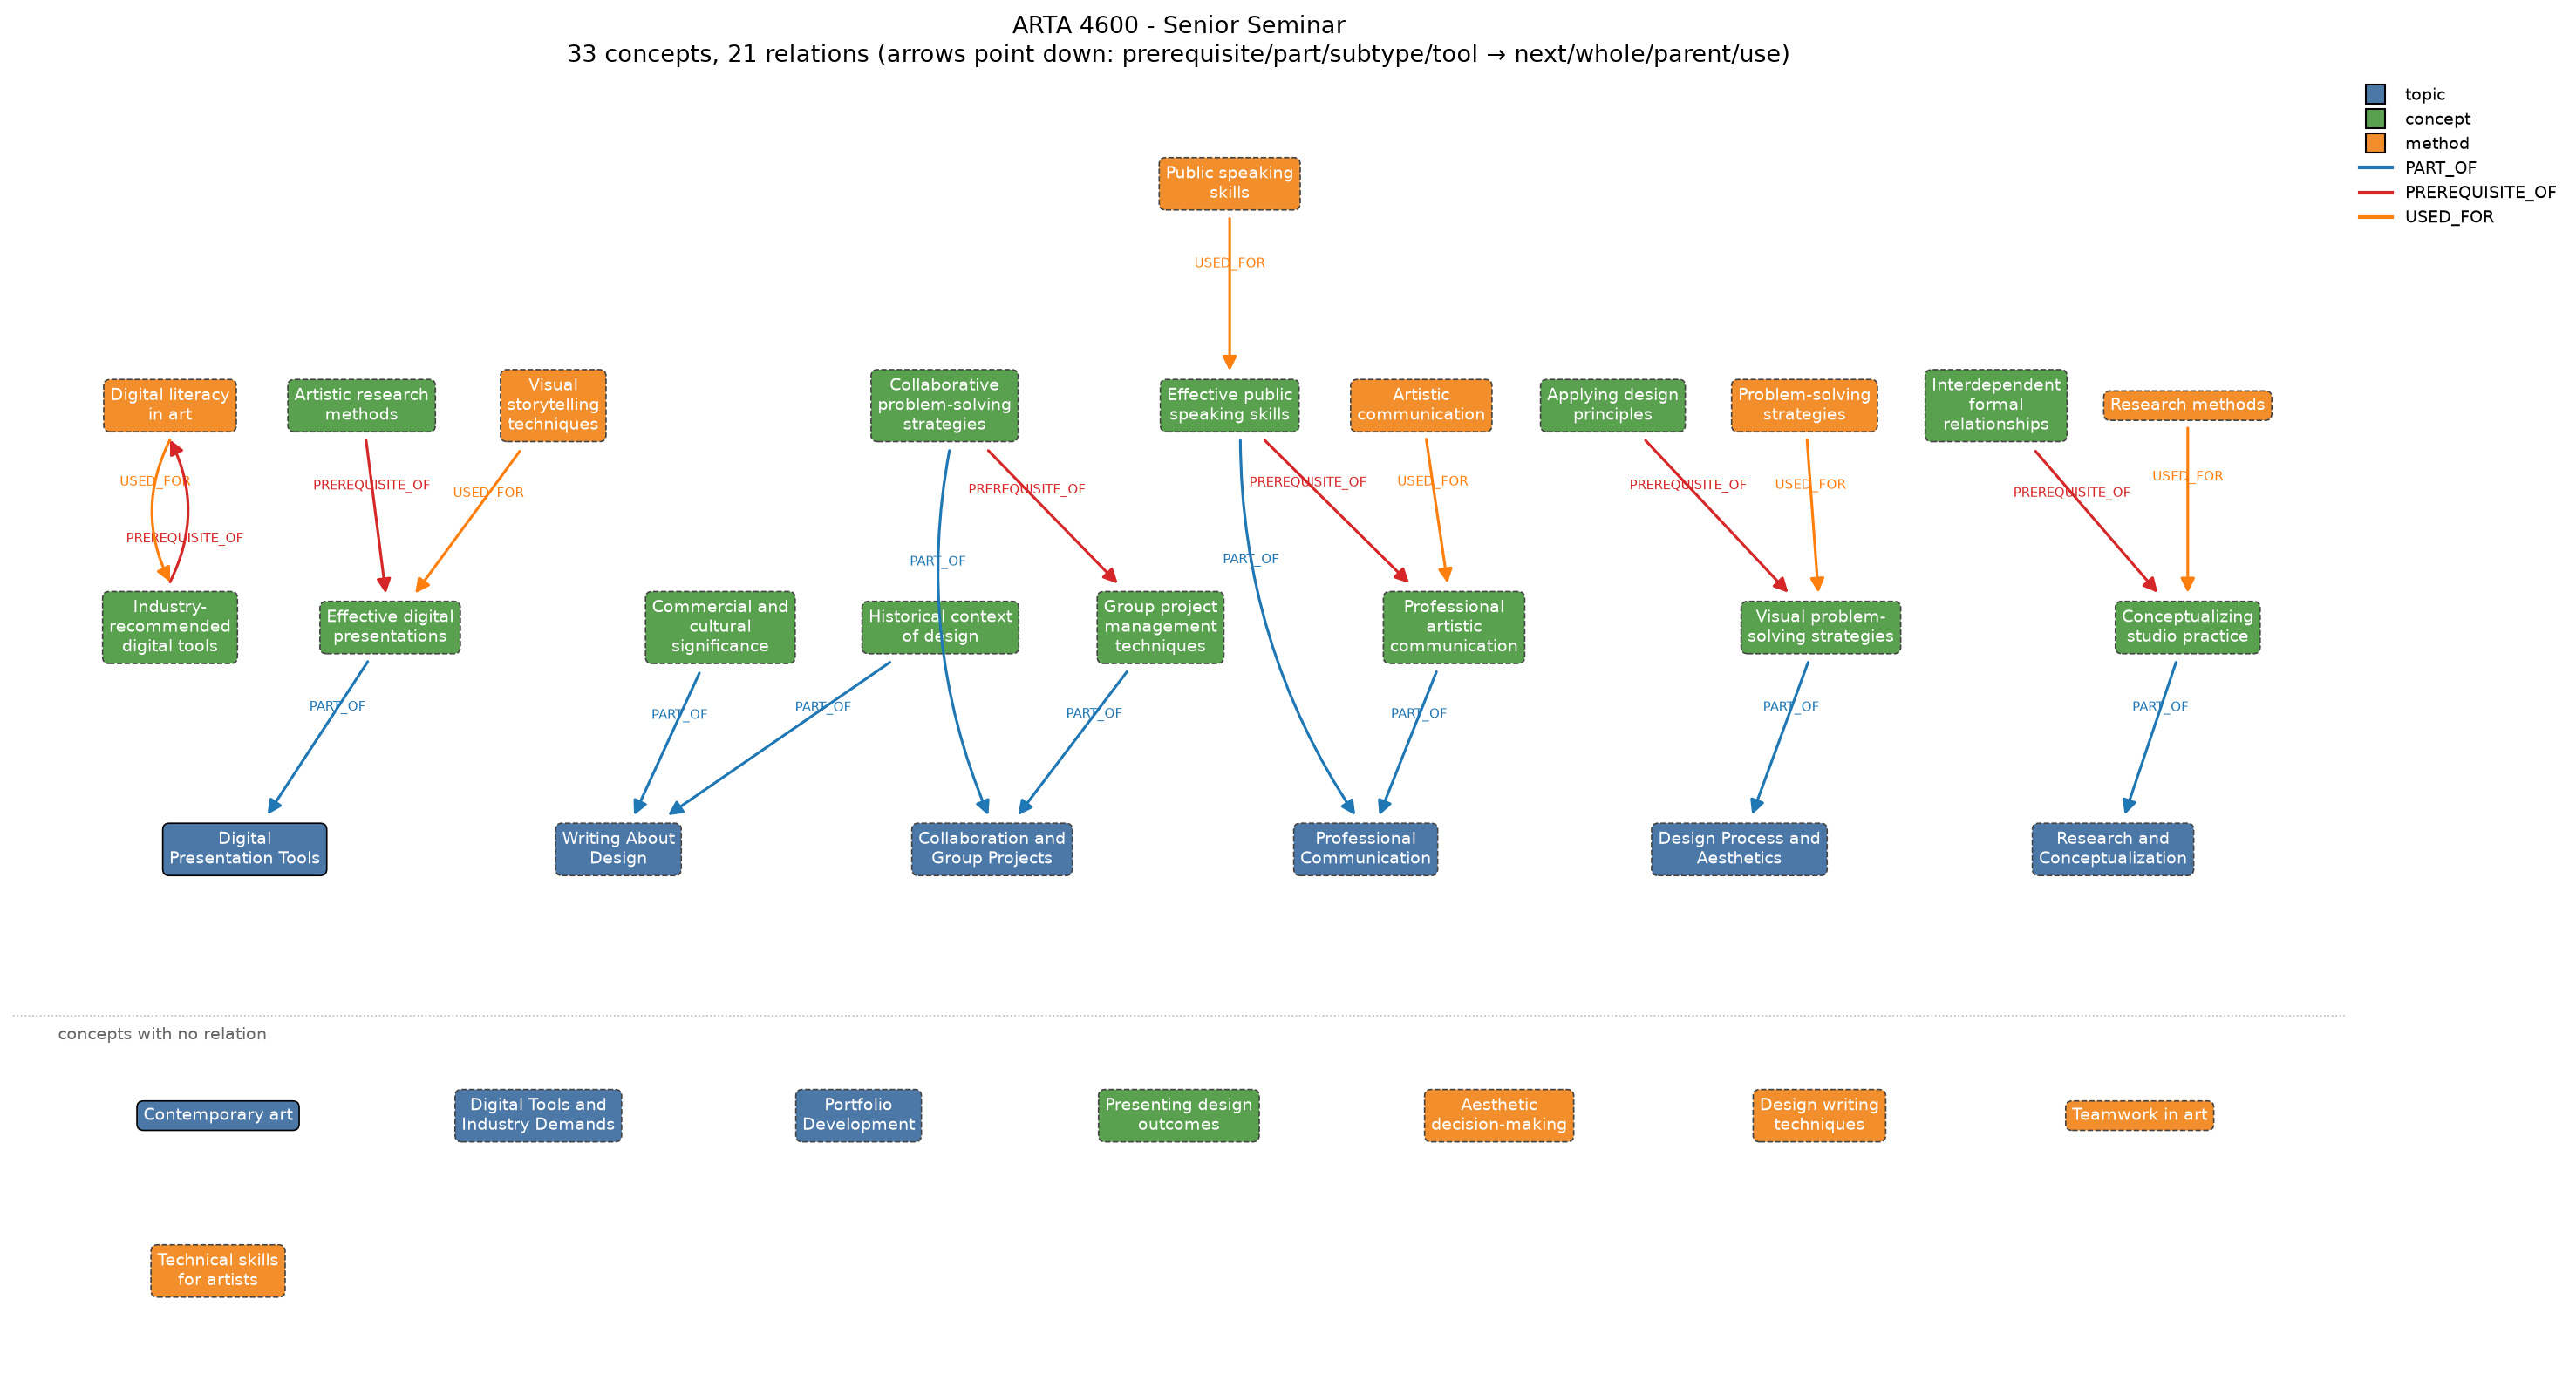 ARTA 4600 - Senior Seminar
33 concepts, 21 relations (arrows point down: prerequisite/part/subtype/tool → next/whole/parent/use)
topic
concept
method
PART_OF
PREREQUISITE_OF
USED_FOR
Public speaking
skills
USED_FOR
Digital literacy
in art
Artistic research
methods
Visual
storytelling
techniques
Collaborative
problem-solving
strategies
Effective public
speaking skills
Artistic
communication
Applying design
principles
Problem-solving
strategies
Interdependent
formal
relationships
Research methods
USED_FOR
PREREQUISITE_OF
PREREQUISITE_OF
USED_FOR
PREREQUISITE_OF
PART_OF
PREREQUISITE_OF
PART_OF
USED_FOR
PREREQUISITE_OF
USED_FOR
PREREQUISITE_OF
USED_FOR
Industry-
recommended
digital tools
Effective digital
presentations
Commercial and
cultural
significance
Historical context
of design
Group project
management
techniques
Professional
artistic
communication
Visual problem-
solving strategies
Conceptualizing
studio practice
PART_OF
PART_OF
PART_OF
PART_OF
PART_OF
PART_OF
PART_OF
Digital
Presentation Tools
Writing About
Design
Collaboration and
Group Projects
Professional
Communication
Design Process and
Aesthetics
Research and
Conceptualization
concepts with no relation
Contemporary art
Digital Tools and
Industry Demands
Portfolio
Development
Presenting design
outcomes
Aesthetic
decision-making
Design writing
techniques
Teamwork in art
Technical skills
for artists